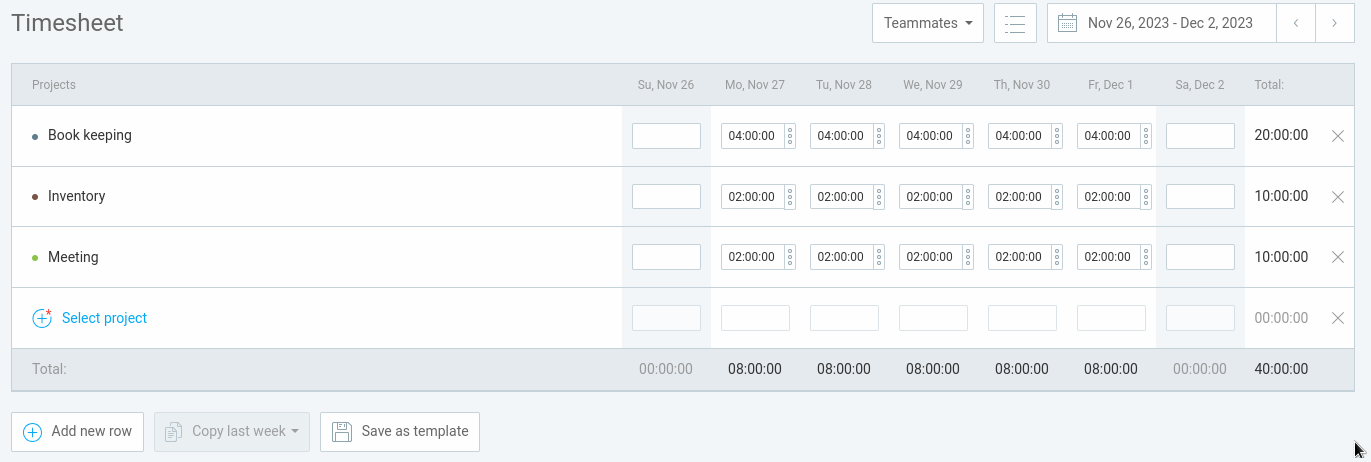 Timesheet
Teammates
Nov 26, 2023 - Dec 2, 2023
Projects Su, Nov 26 Mo, Nov 27 Tu, Nov 28 We, Nov 29 Th, Nov 30 Fr, Dec 1 Sa, Dec 2 Total:
Book keeping 04:00:00 04:00:00 04:00:00 04:00:00 04:00:00 20:00:00
Inventory 02:00:00 02:00:00 02:00:00 02:00:00 02:00:00 10:00:00
Meeting 02:00:00 02:00:00 02:00:00 02:00:00 02:00:00 10:00:00
* Select project 00:00:00
Total: 00:00:00 08:00:00 08:00:00 08:00:00 08:00:00 08:00:00 00:00:00 40:00:00
Add new row Copy last week Save as template